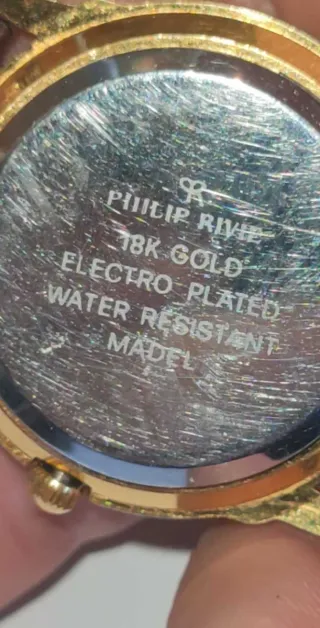 PHILIP RIVIE
18K GOLD
ELECTRO PLATED
WATER RESISTANT
MADEL